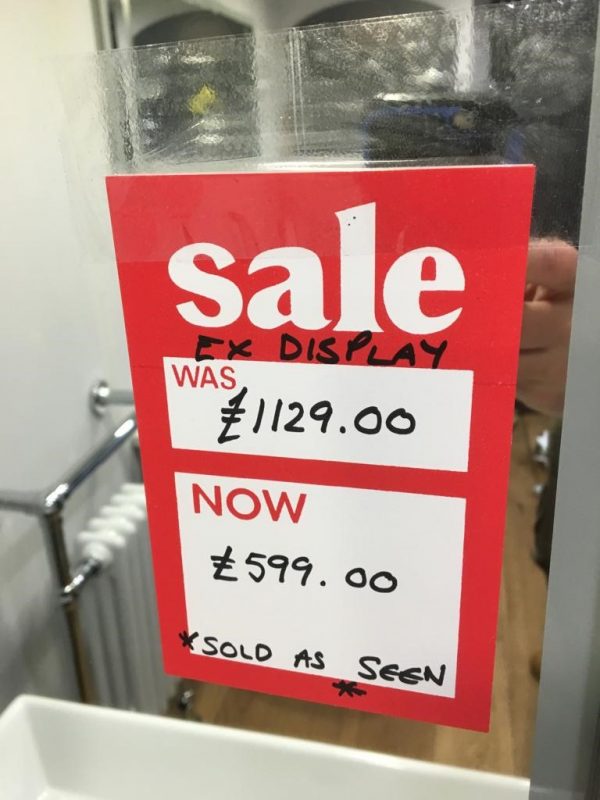 sale
EX DISPLAY
WAS
£1129.00
NOW
£599.00
*SOLD AS SEEN*